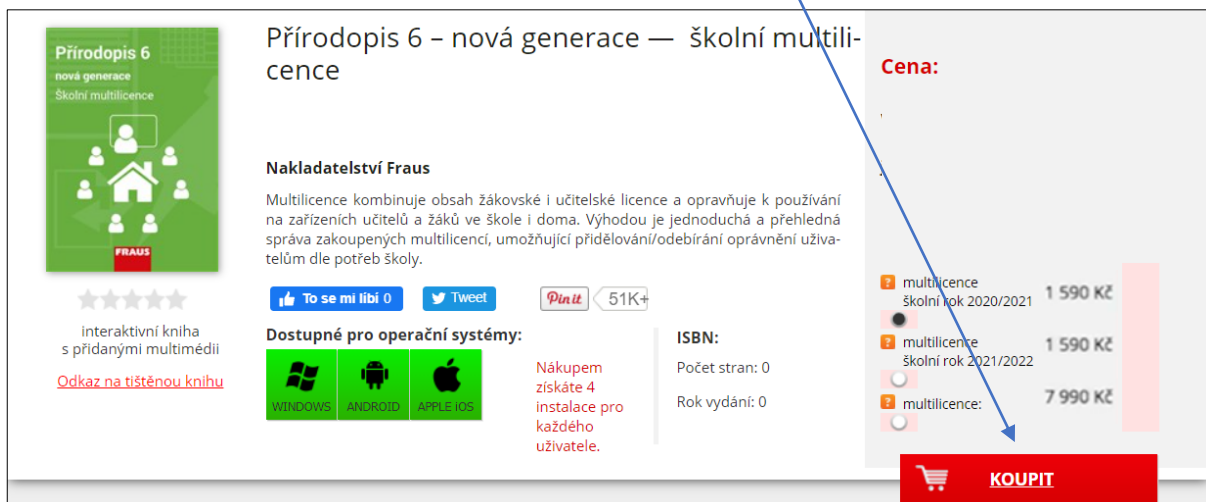 Přírodopis 6
nová generace
Školní multilicence
FRAUS
interaktivní kniha
s přidanými multimédii
Odkaz na tištěnou knihu
Přírodopis 6 – nová generace — školní multili-
cence
Nakladatelství Fraus
Multilicence kombinuje obsah žákovské i učitelské licence a opravňuje k používání
na zařízeních učitelů a žáků ve škole i doma. Výhodou je jednoduchá a přehledná
správa zakoupených multilicencí, umožňující přidělování/odebírání oprávnění uživa-
telům dle potřeb školy.
To se mi líbí 0
Tweet
Pin it
51K+
Dostupné pro operační systémy:
WINDOWS
ANDROID
APPLE iOS
Nákupem
získáte 4
instalace pro
každého
uživatele.
ISBN:
Počet stran: 0
Rok vydání: 0
Cena:
? multilicence
školní rok 2020/2021
1 590 Kč
? multilicence
školní rok 2021/2022
1 590 Kč
? multilicence:
7 990 Kč
KOUPIT